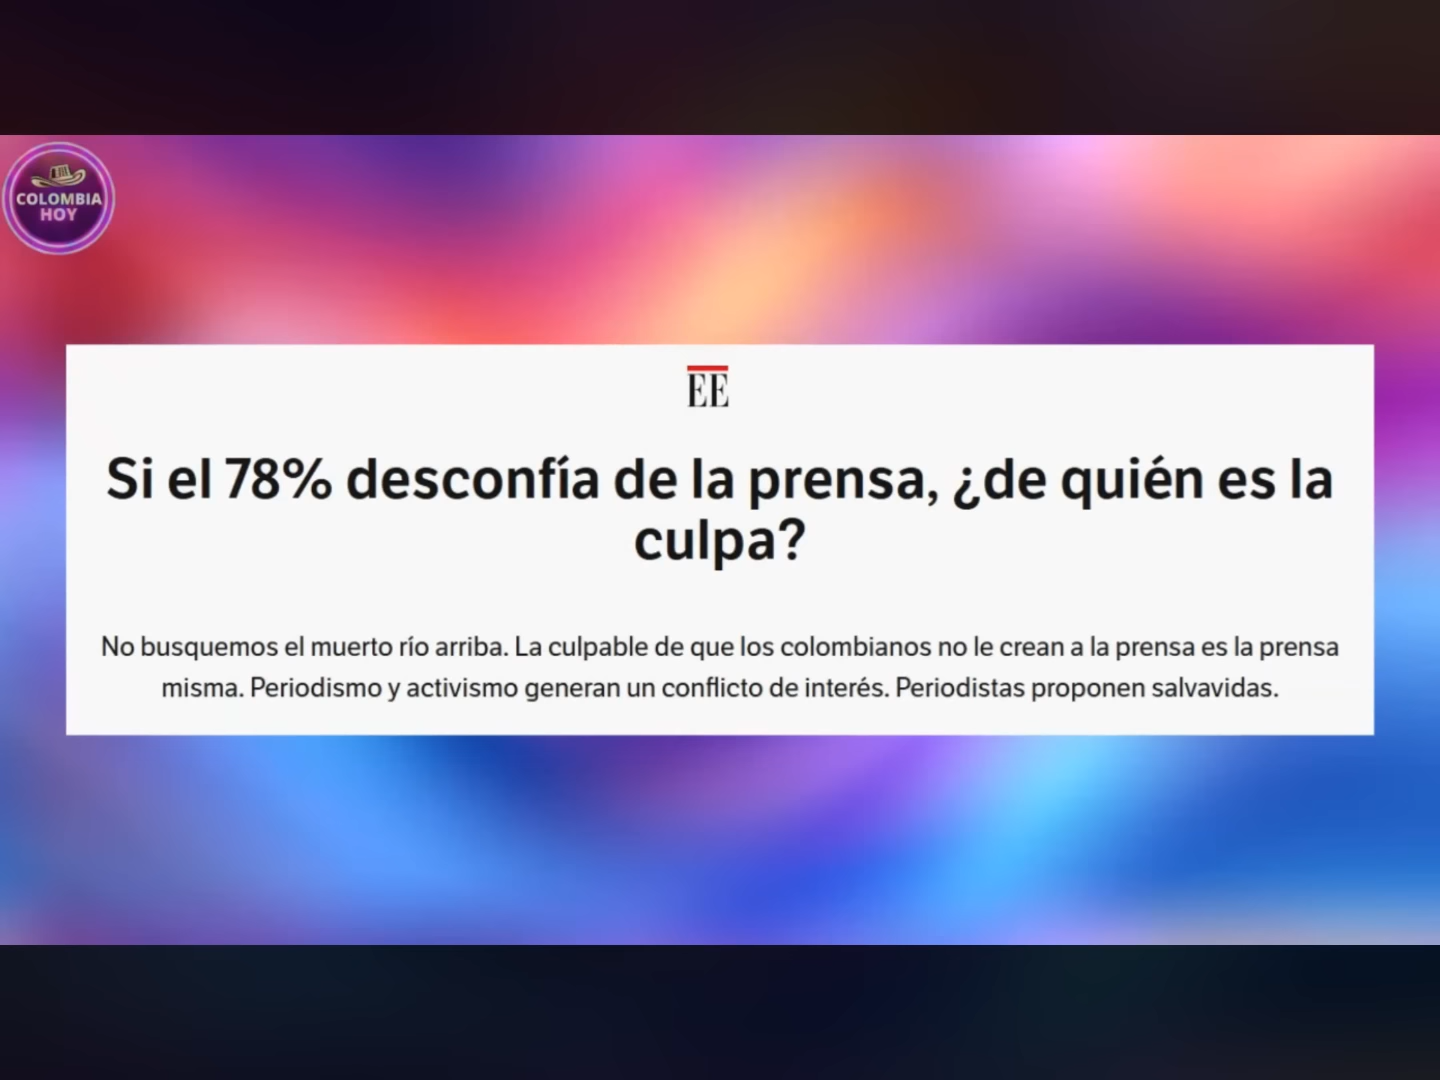 COLOMBIA
HOY
EE
Si el 78% desconfía de la prensa, ¿de quién es la
culpa?
No busquemos el muerto río arriba. La culpable de que los colombianos no le crean a la prensa es la prensa
misma. Periodismo y activismo generan un conflicto de interés. Periodistas proponen salvavidas.